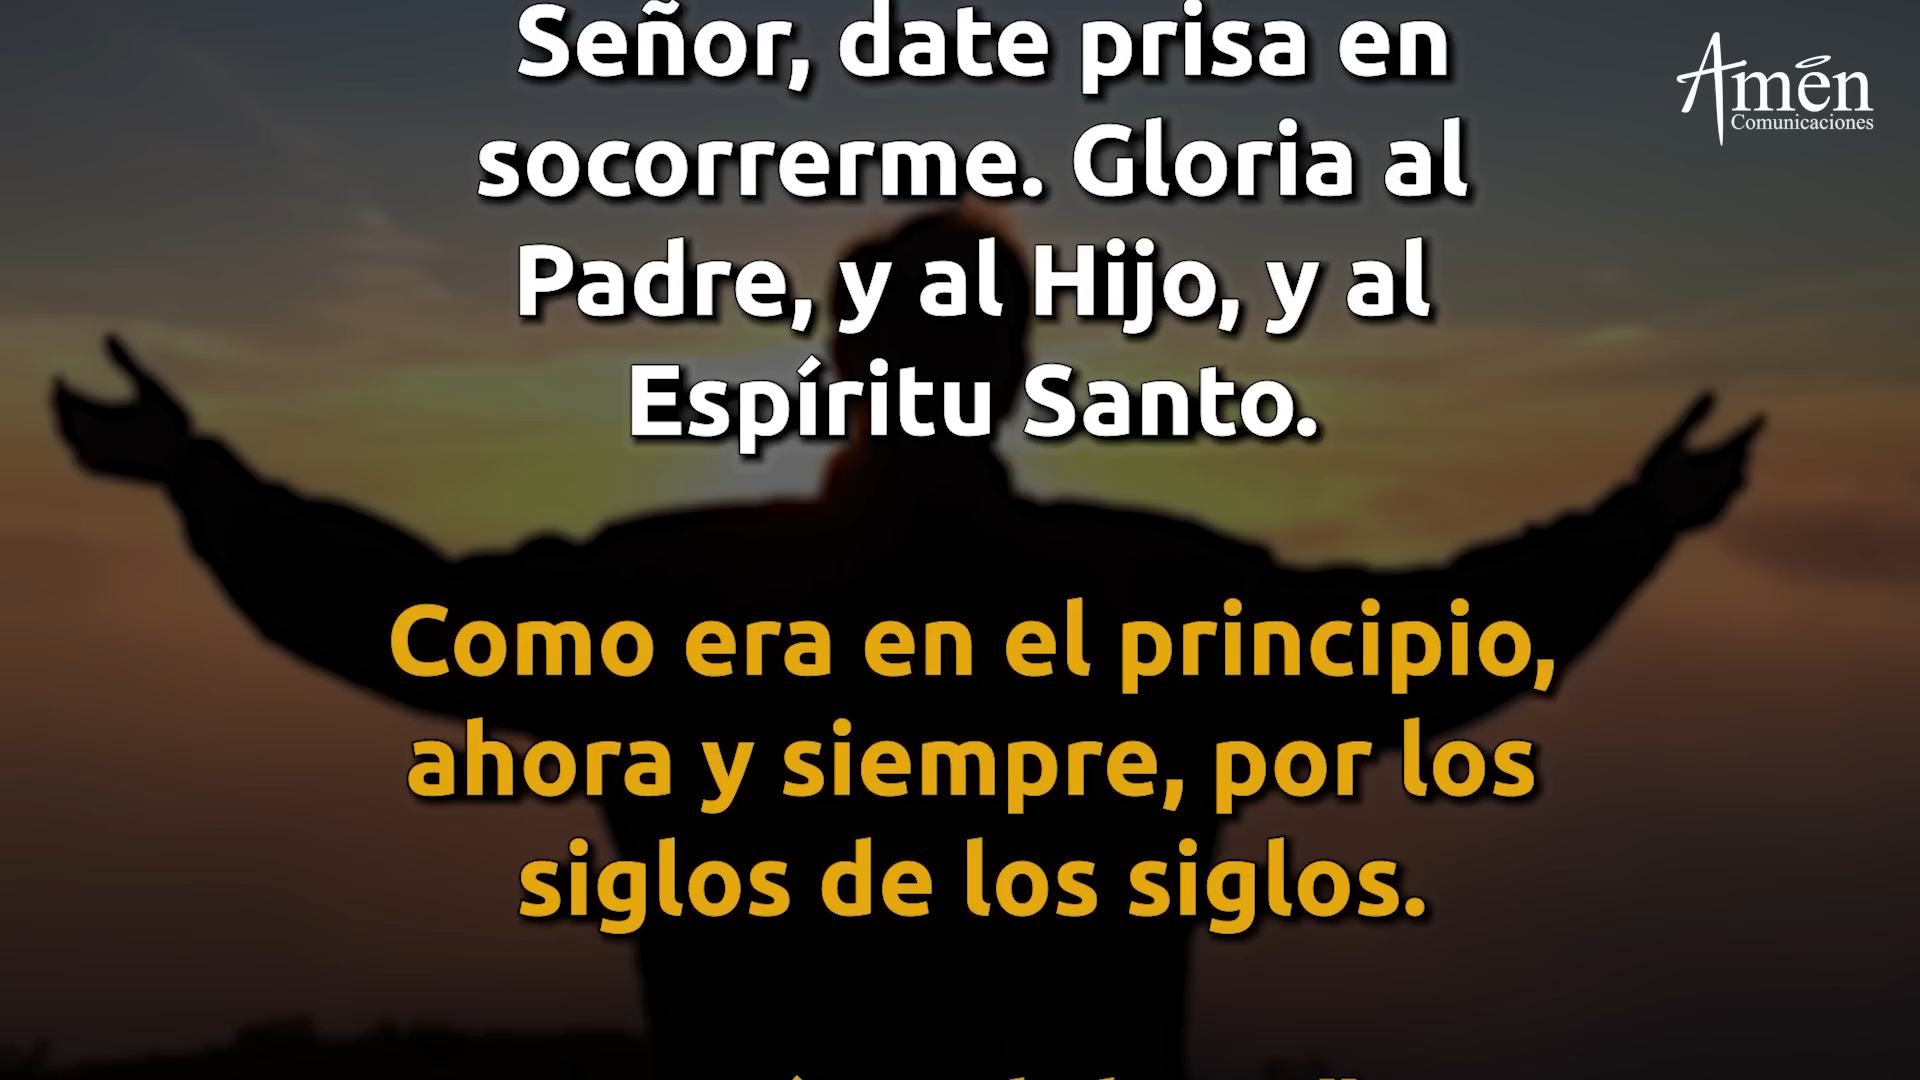 Señor, date prisa en
socorrerme. Gloria al
Padre, y al Hijo, y al
Espíritu Santo.
Como era en el principio,
ahora y siempre, por los
siglos de los siglos.
Amén
Comunicaciones